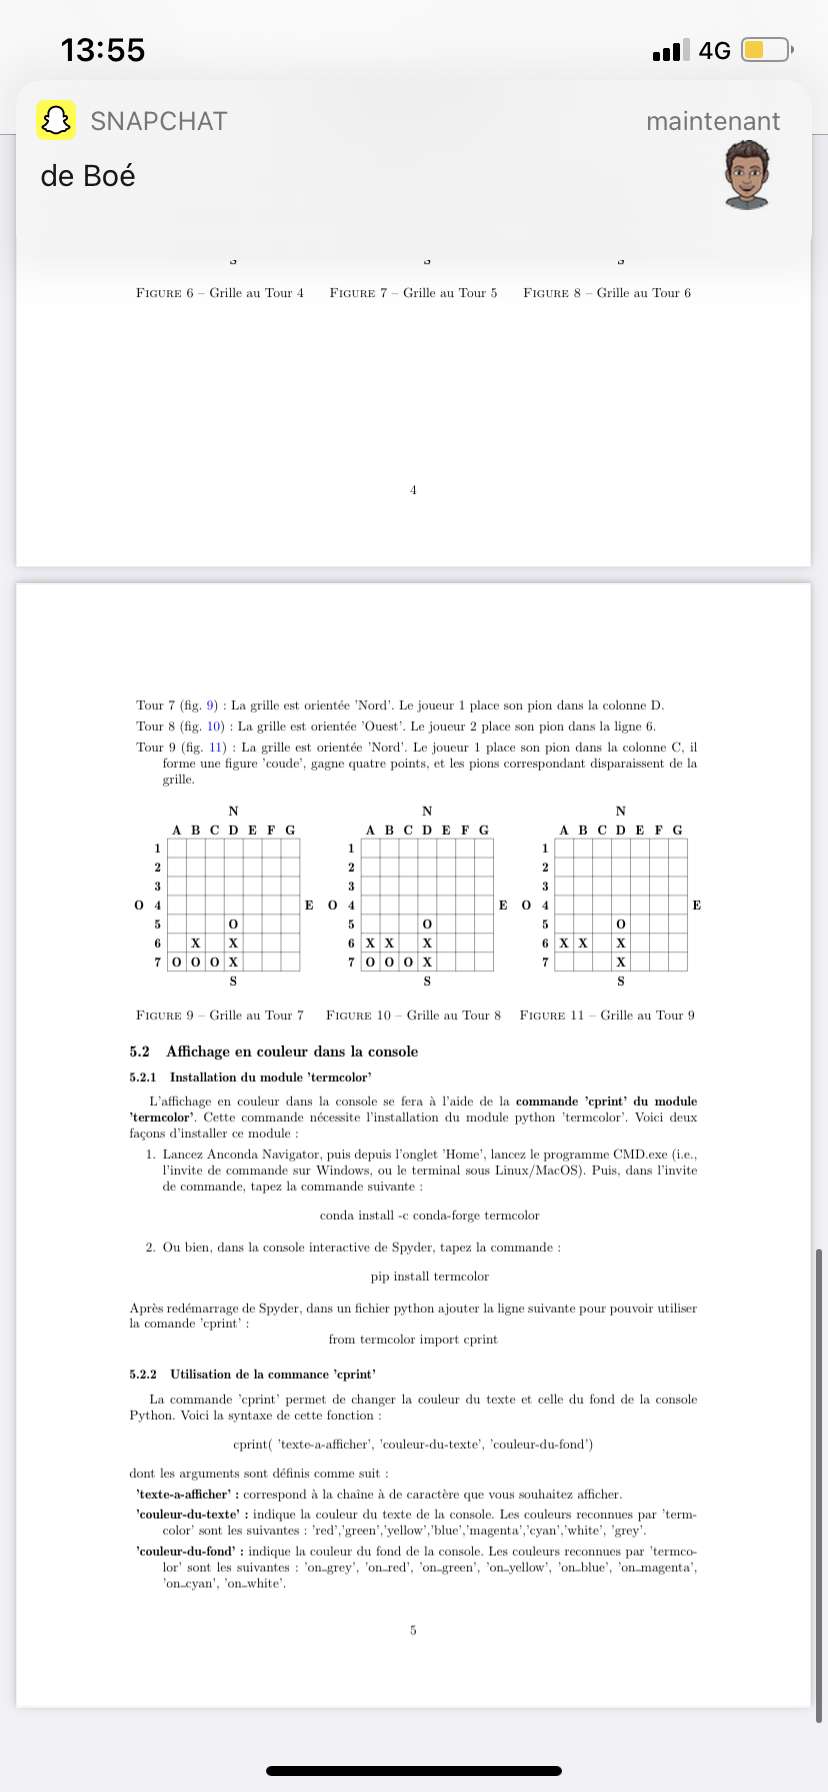 13:55
4G
SNAPCHAT
maintenant
de Boé
FIGURE 6 – Grille au Tour 4
FIGURE 7 – Grille au Tour 5
FIGURE 8 – Grille au Tour 6
4
Tour 7 (fig. 9) : La grille est orientée 'Nord'. Le joueur 1 place son pion dans la colonne D.
Tour 8 (fig. 10) : La grille est orientée 'Ouest'. Le joueur 2 place son pion dans la ligne 6.
Tour 9 (fig. 11) : La grille est orientée 'Nord'. Le joueur 1 place son pion dans la colonne C, il
forme une figure 'coude', gagne quatre points, et les pions correspondant disparaissent de la
grille.
N N N
A B C D E F G A B C D E F G A B C D E F G
1 1 1
2 2 2
3 3 3
O 4 E O 4 E O 4 E
5 O 5 O 5 O
6 X X 6 X X X 6 X X X
7 O O O X 7 O O O X 7 X
S S S
FIGURE 9 – Grille au Tour 7
FIGURE 10 – Grille au Tour 8
FIGURE 11 – Grille au Tour 9
5.2 Affichage en couleur dans la console
5.2.1 Installation du module 'termcolor'
L'affichage en couleur dans la console se fera à l'aide de la commande 'cprint' du module
'termcolor'. Cette commande nécessite l'installation du module python 'termcolor'. Voici deux
façons d'installer ce module :
1. Lancez Anconda Navigator, puis depuis l'onglet 'Home', lancez le programme CMD.exe (i.e.,
l'invite de commande sur Windows, ou le terminal sous Linux/MacOS). Puis, dans l'invite
de commande, tapez la commande suivante :
conda install -c conda-forge termcolor
2. Ou bien, dans la console interactive de Spyder, tapez la commande :
pip install termcolor
Après redémarrage de Spyder, dans un fichier python ajouter la ligne suivante pour pouvoir utiliser
la comande 'cprint' :
from termcolor import cprint
5.2.2 Utilisation de la commance 'cprint'
La commande 'cprint' permet de changer la couleur du texte et celle du fond de la console
Python. Voici la syntaxe de cette fonction :
cprint( 'texte-a-afficher', 'couleur-du-texte', 'couleur-du-fond')
dont les arguments sont définis comme suit :
'texte-a-afficher' : correspond à la chaîne à de caractère que vous souhaitez afficher.
'couleur-du-texte' : indique la couleur du texte de la console. Les couleurs reconnues par 'term-
color' sont les suivantes : 'red','green','yellow','blue','magenta','cyan','white', 'grey'.
'couleur-du-fond' : indique la couleur du fond de la console. Les couleurs reconnues par 'termco-
lor' sont les suivantes : 'on_grey', 'on_red', 'on_green', 'on_yellow', 'on_blue', 'on_magenta',
'on_cyan', 'on_white'.
5